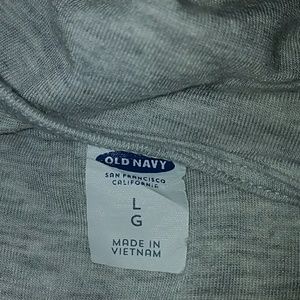 OLD NAVY
SAN FRANCISCO
CALIFORNIA
L
G
MADE IN
VIETNAM